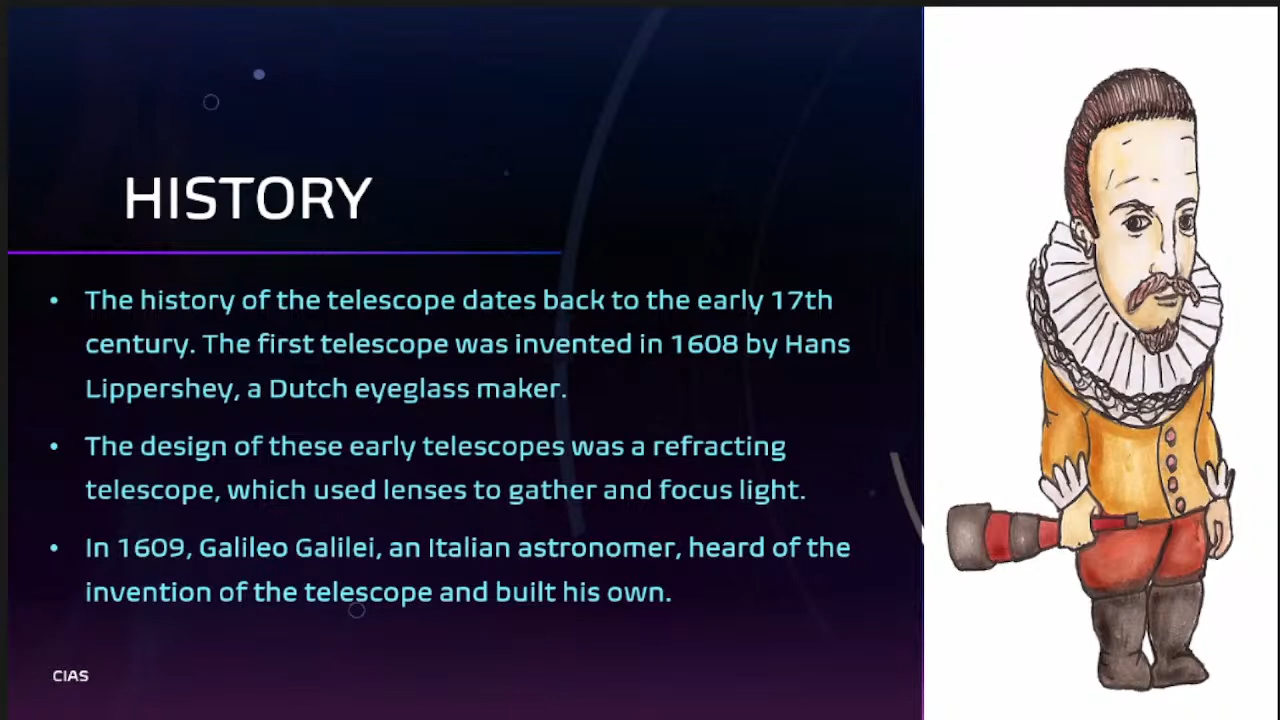 HISTORY
• The history of the telescope dates back to the early 17th
century. The first telescope was invented in 1608 by Hans
Lippershey, a Dutch eyeglass maker.
• The design of these early telescopes was a refracting
telescope, which used lenses to gather and focus light.
• In 1609, Galileo Galilei, an Italian astronomer, heard of the
invention of the telescope and built his own.
CIAS